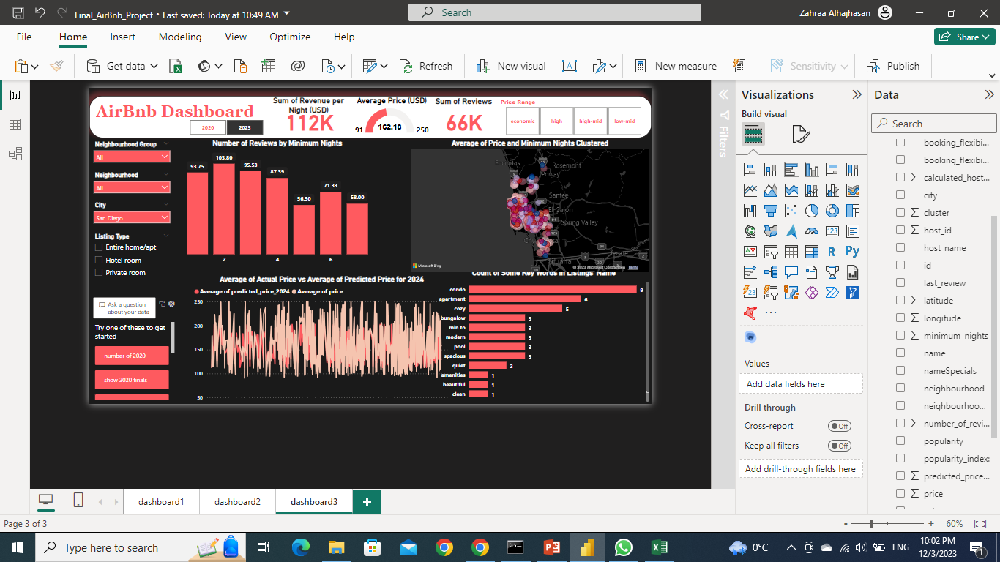 Final_AirBnb_Project • Last saved: Today at 10:49 AM
Search
Zahraa Alhajhasan
File Home Insert Modeling View Optimize Help
Share
Get data
Refresh
New visual
New measure
Sensitivity
Publish
AirBnb Dashboard
2020 2023
Sum of Revenue per
Night (USD)
112K
Average Price (USD)
91 162.18 250
Sum of Reviews
66K
Price Range
economic high high-mid low-mid
Neighbourhood Group
All
Neighbourhood
All
City
San Diego
Listing Type
Entire home/apt
Hotel room
Private room
Number of Reviews by Minimum Nights
93.75
103.80
95.53
87.39
56.50
71.33
58.00
2 4 6
Average of Price and Minimum Nights Clustered
Encinitas
Rosemont
Poway
Santee
El Cajon
Spring Valley
Tijuana
Microsoft Bing
© 2023 Microsoft Corporation Terms
Ask a question
about your data
Try one of these to get
started
number of 2020
show 2020 finals
Average of Actual Price vs Average of Predicted Price for 2024
Average of predicted_price_2024 Average of price
250
200
150
100
50
Count of Some Key Words in Listings' Name
condo 9
apartment 6
cozy 5
bungalow 3
min to 3
modern 3
pool 3
spacious 3
quiet 2
amenities 1
beautiful 1
clean 1
Filters
Visualizations
Build visual
123
R
Py
123
Values
Add data fields here
Drill through
Cross-report
Off
Keep all filters
Off
Add drill-through fields here
Data
Search
booking_flexibi...
booking_flexibi...
calculated_host...
city
cluster
host_id
host_name
id
last_review
latitude
longitude
minimum_nights
name
nameSpecials
neighbourhood
neighbourhoo...
number_of_revi...
popularity
popularity_index:
predicted_price...
price
dashboard1 dashboard2 dashboard3
Page 3 of 3
60%
Type here to search
0°C
ENG
10:02 PM
12/3/2023
1